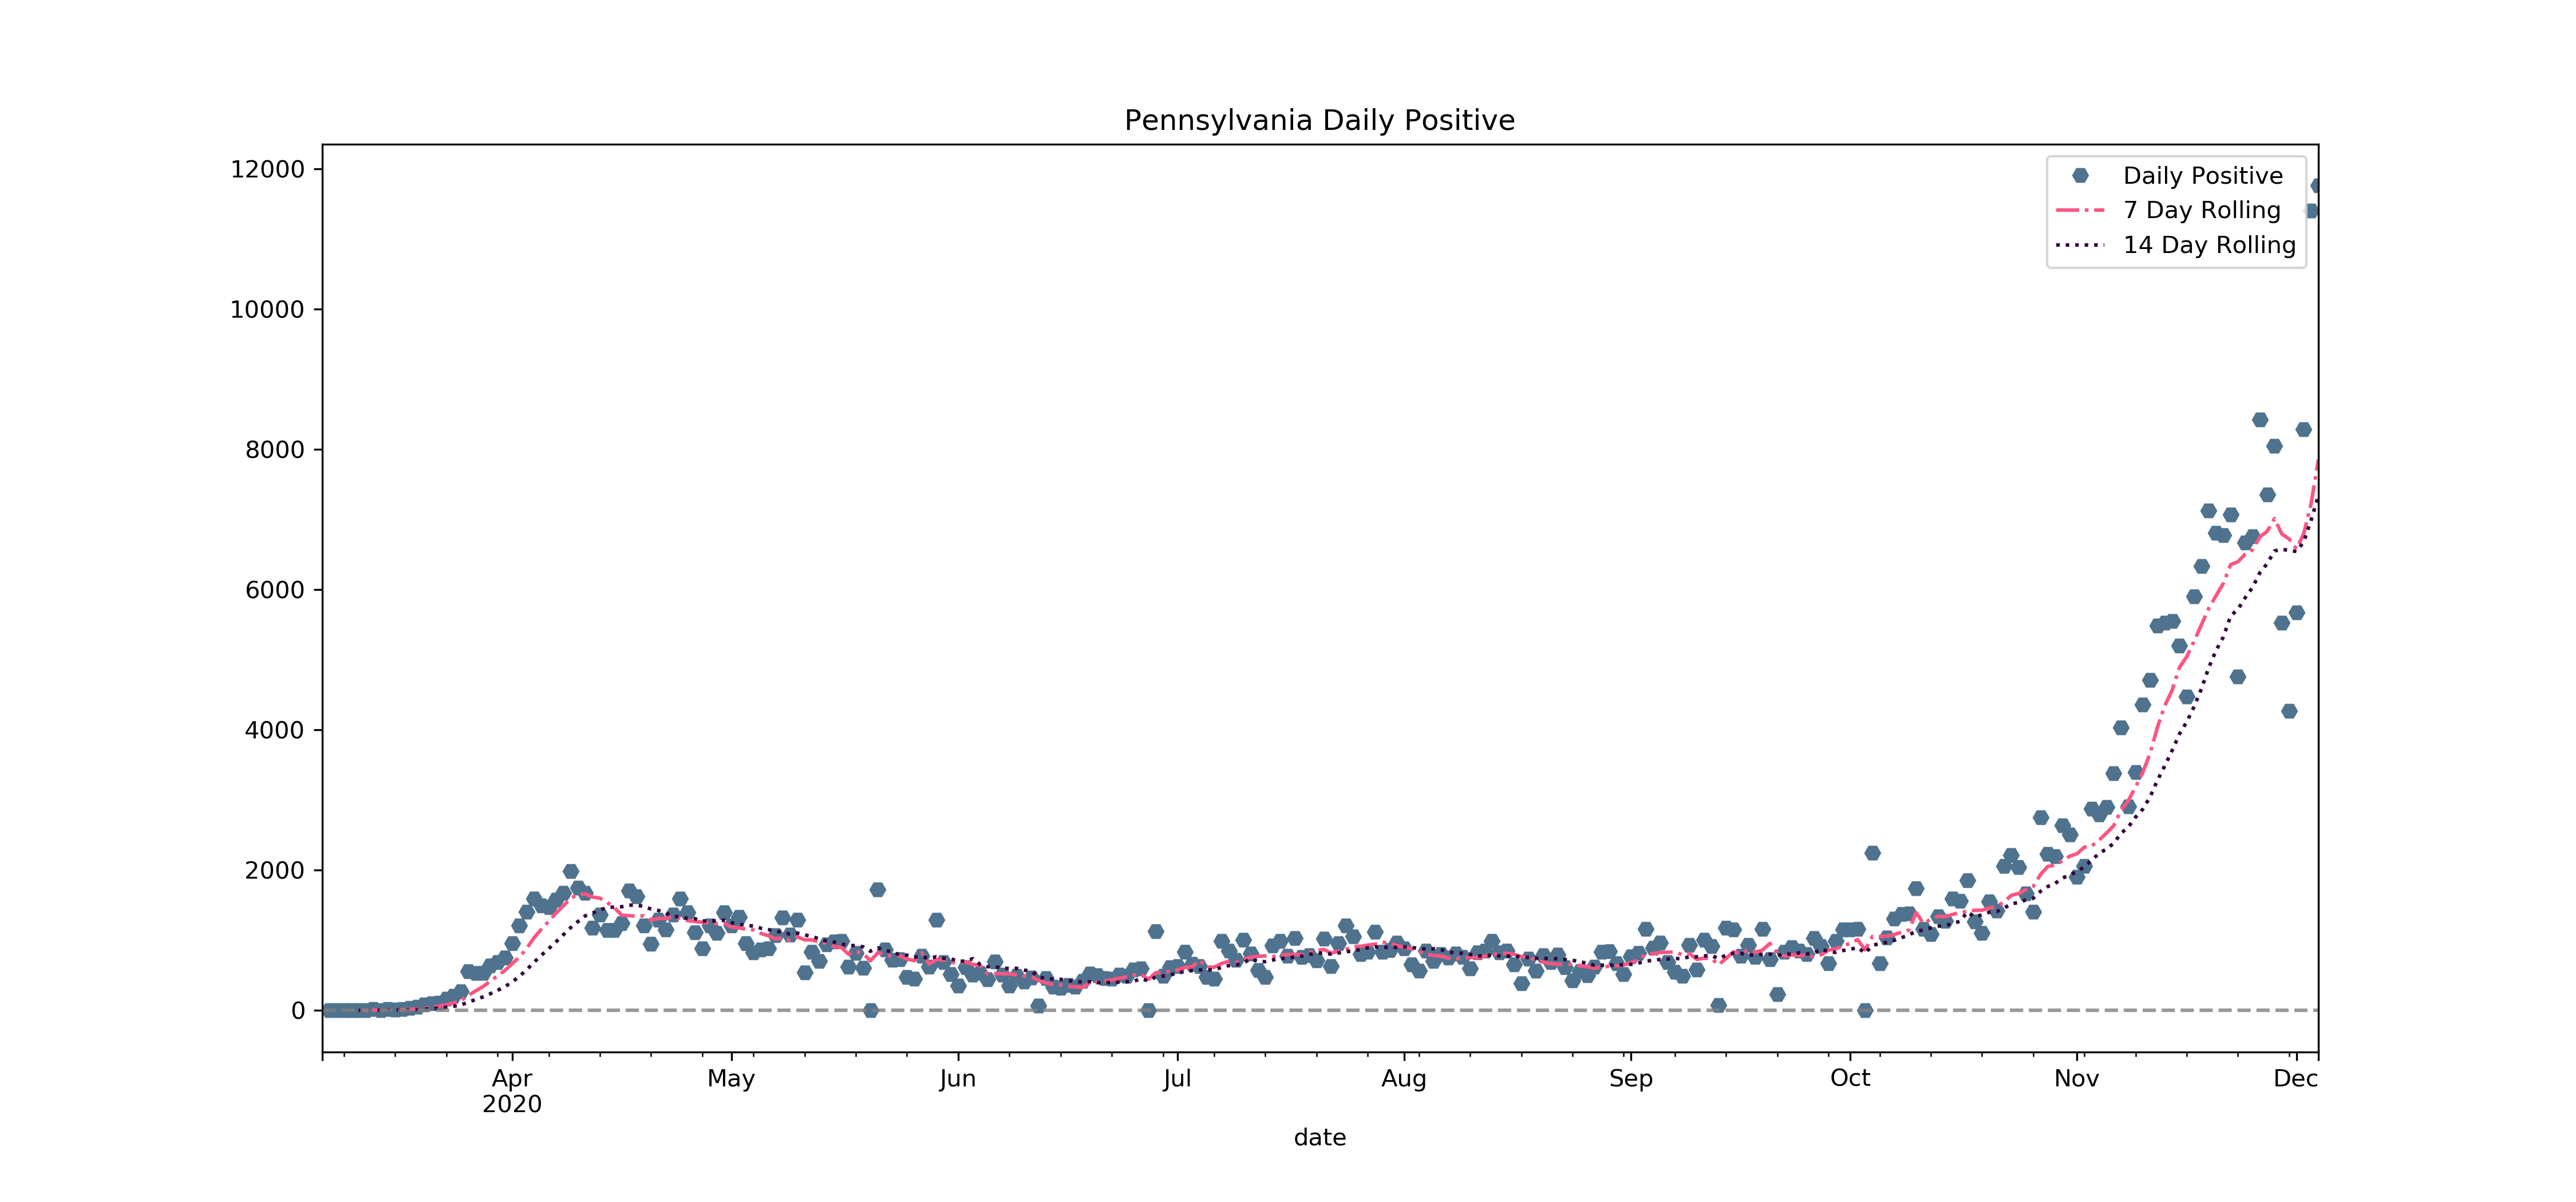 Pennsylvania Daily Positive
12000
10000
8000
6000
4000
2000
0
Daily Positive
7 Day Rolling
14 Day Rolling
Apr May Jun Jul Aug Sep Oct Nov Dec
2020
date